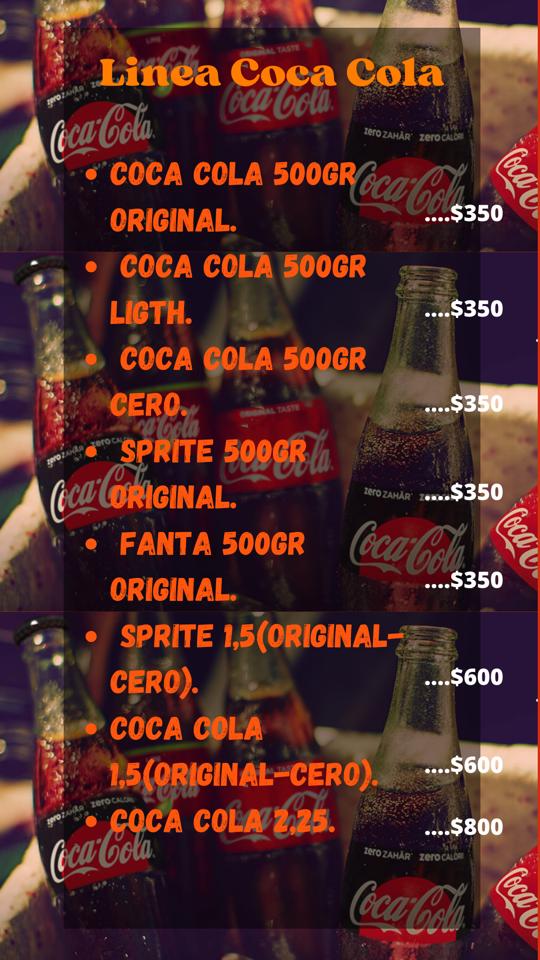 Linea Coca Cola
• COCA COLA 500GR
ORIGINAL.
....$350
• COCA COLA 500GR
LIGTH.
....$350
• COCA COLA 500GR
CERO.
....$350
• SPRITE 500GR
ORIGINAL.
....$350
• FANTA 500GR
ORIGINAL.
....$350
• SPRITE 1,5(ORIGINAL-
CERO).
....$600
• COCA COLA
1,5(ORIGINAL-CERO).
....$600
• COCA COLA 2,25.
....$800